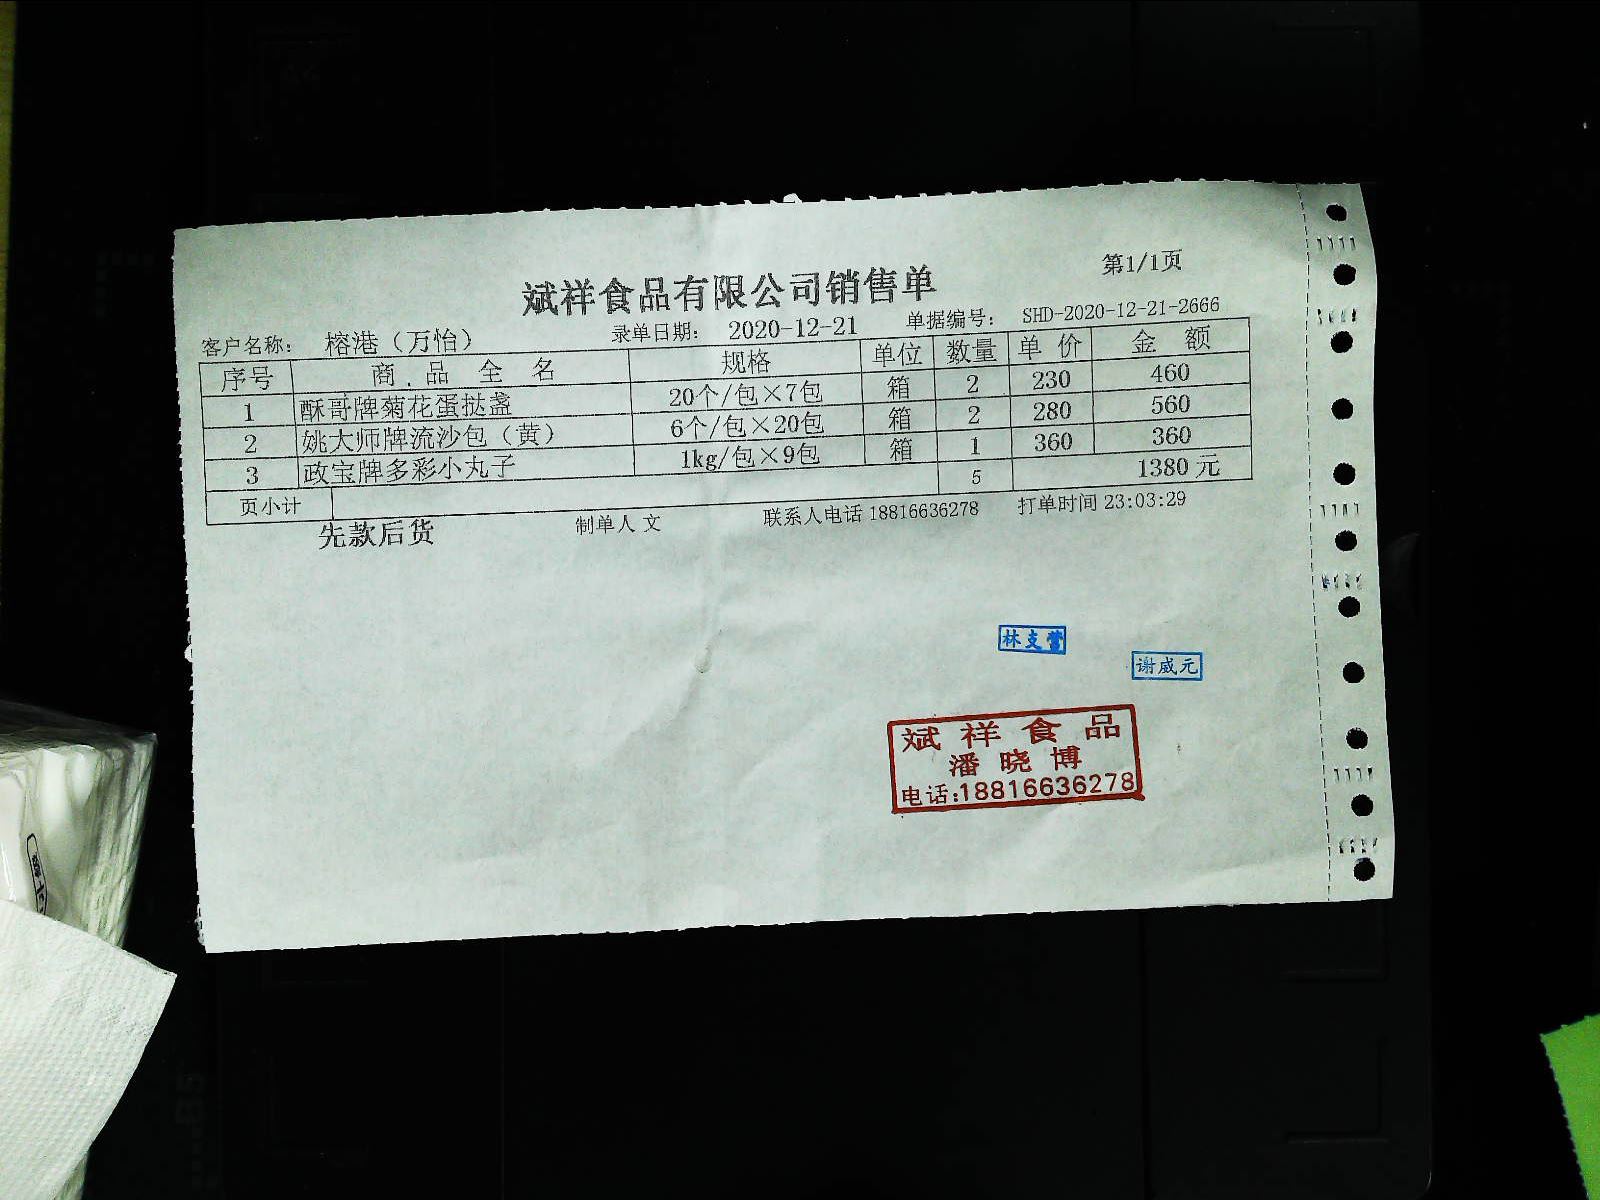 第1/1页
斌祥食品有限公司销售单
客户名称： 榕港（万怡） 录单日期： 2020-12-21 单据编号： SHD-2020-12-21-2666
序号 商 品 全 名 规格 单位 数量 单 价 金 额
1 酥哥牌菊花蛋挞盏 20个/包×7包 箱 2 230 460
2 姚大师牌流沙包（黄） 6个/包×20包 箱 2 280 560
3 政宝牌多彩小丸子 1kg/包×9包 箱 1 360 360
页小计 5 1380 元
先款后货 制单人 文 联系人电话 18816636278 打单时间 23:03:29
林支营
谢威元
斌祥食品
潘晓博
电话:18816636278